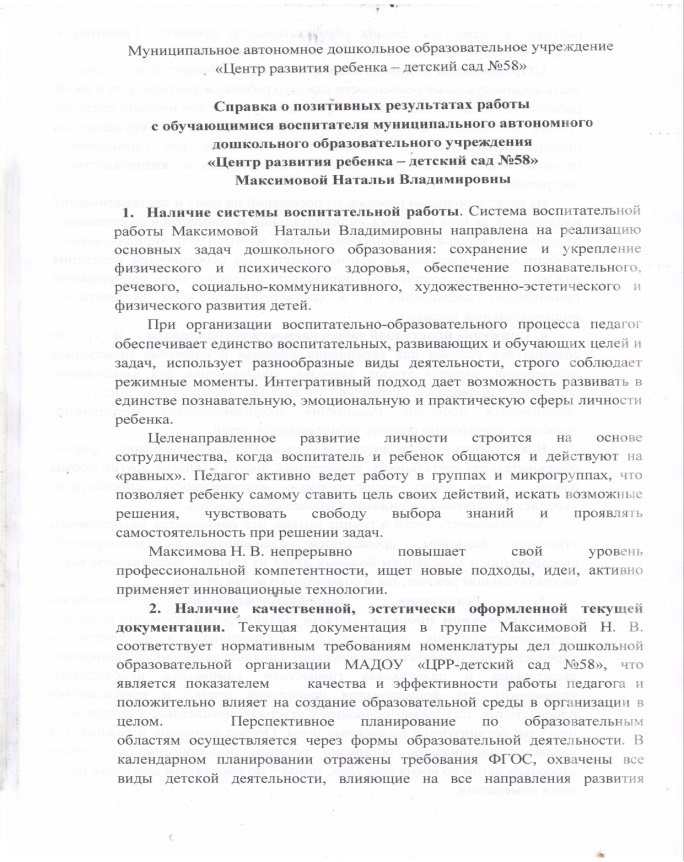 Муниципальное автономное дошкольное образовательное учреждение
«Центр развития ребенка – детский сад №58»
Справка о позитивных результатах работы
с обучающимися воспитателя муниципального автономного
дошкольного образовательного учреждения
«Центр развития ребенка – детский сад №58»
Максимовой Натальи Владимировны
1. Наличие системы воспитательной работы. Система воспитательной
работы Максимовой Натальи Владимировны направлена на реализацию
основных задач дошкольного образования: сохранение и укрепление
физического и психического здоровья, обеспечение познавательного,
речевого, социально-коммуникативного, художественно-эстетического и
физического развития детей.
При организации воспитательно-образовательного процесса педагог
обеспечивает единство воспитательных, развивающих и обучающих целей и
задач, использует разнообразные виды деятельности, строго соблюдает
режимные моменты. Интегративный подход дает возможность развивать в
единстве познавательную, эмоциональную и практическую сферы личности
ребенка.
Целенаправленное развитие личности строится на основе
сотрудничества, когда воспитатель и ребенок общаются и действуют на
«равных». Педагог активно ведет работу в группах и микрогруппах, что
позволяет ребенку самому ставить цель своих действий, искать возможные
решения, чувствовать свободу выбора знаний и проявлять
самостоятельность при решении задач.
Максимова Н. В. непрерывно повышает свой уровень
профессиональной компетентности, ищет новые подходы, идеи, активно
применяет инновационные технологии.
2. Наличие качественной, эстетически оформленной текущей
документации. Текущая документация в группе Максимовой Н. В.
соответствует нормативным требованиям номенклатуры дел дошкольной
образовательной организации МАДОУ «ЦРР-детский сад №58», что
является показателем качества и эффективности работы педагога и
положительно влияет на создание образовательной среды в организации в
целом. Перспективное планирование по образовательным
областям осуществляется через формы образовательной деятельности. В
календарном планировании отражены требования ФГОС, охвачены все
виды детской деятельности, влияющие на все направления развития